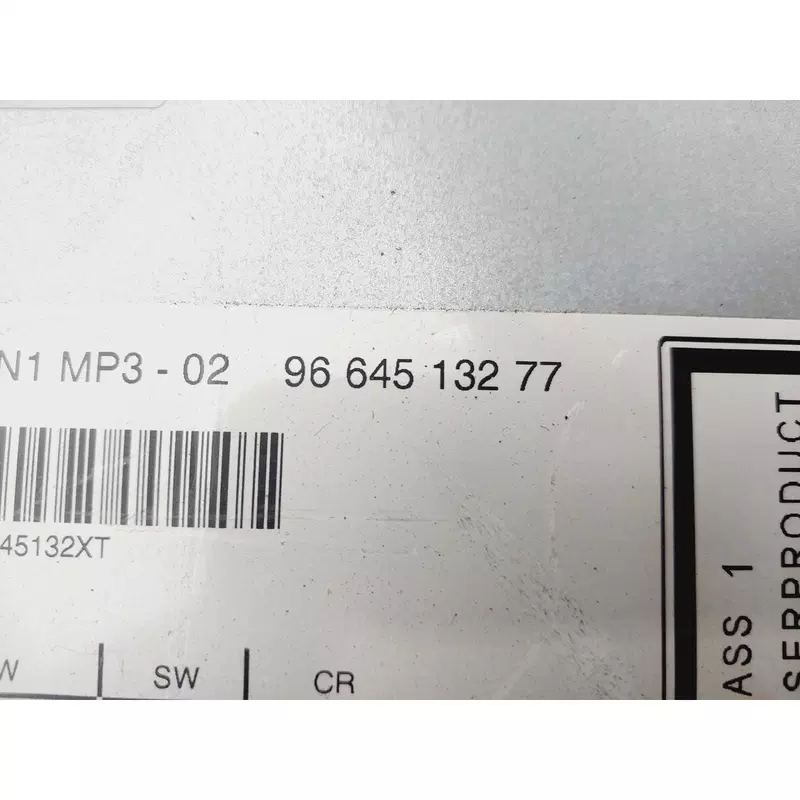 N1 MP3 - 02 96 645 132 77
45132XT
W SW CR
ASS 1
SERPRODUCT